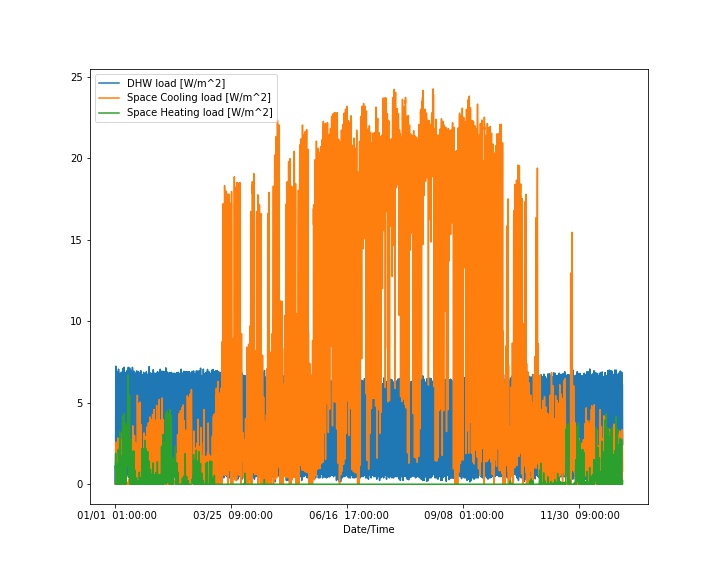 DHW load [W/m^2]
Space Cooling load [W/m^2]
Space Heating load [W/m^2]
25
20
15
10
5
0
01/01 01:00:00 03/25 09:00:00 06/16 17:00:00 09/08 01:00:00 11/30 09:00:00
Date/Time